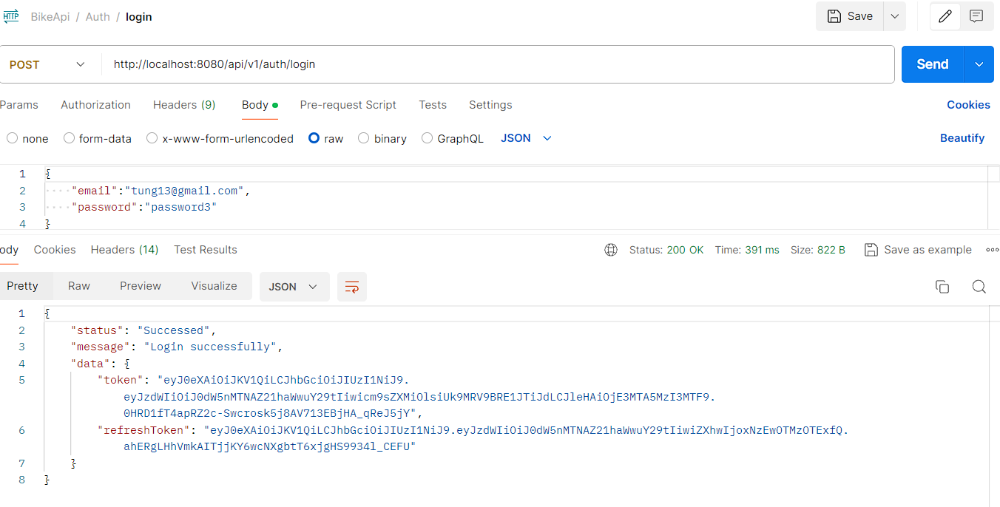 HTTP BikeApi / Auth / login Save
POST http://localhost:8080/api/v1/auth/login Send
Params Authorization Headers (9) Body Pre-request Script Tests Settings Cookies
none form-data x-www-form-urlencoded raw binary GraphQL JSON Beautify
1 {
2 "email":"tung13@gmail.com",
3 "password":"password3"
4 }
ody Cookies Headers (14) Test Results Status: 200 OK Time: 391 ms Size: 822 B Save as example
Pretty Raw Preview Visualize JSON
1 {
2 "status": "Successed",
3 "message": "Login successfully",
4 "data": {
5 "token": "eyJ0eXAiOiJKV1QiLCJhbGciOiJIUzI1NiJ9.
eyJzdWIiOiJ0dW5nMTNAZ21haWwuY29tIiwicm9sZXMiOlsiUk9MRV9BRE1JTiJdLCJleHAiOjE3MTA5MzI3MTF9.
0HRD1fT4apRZ2c-Swcrosk5j8AV713EBjHA_qReJ5jY",
6 "refreshToken": "eyJ0eXAiOiJKV1QiLCJhbGciOiJIUzI1NiJ9.eyJzdWIiOiJ0dW5nMTNAZ21haWwuY29tIiwiZXhwIjoxNzEwOTMzOTExfQ.
ahERgLHhVmkAITjjKY6wcNXgbtT6xjgHS9934l_CEFU"
7 }
8 }